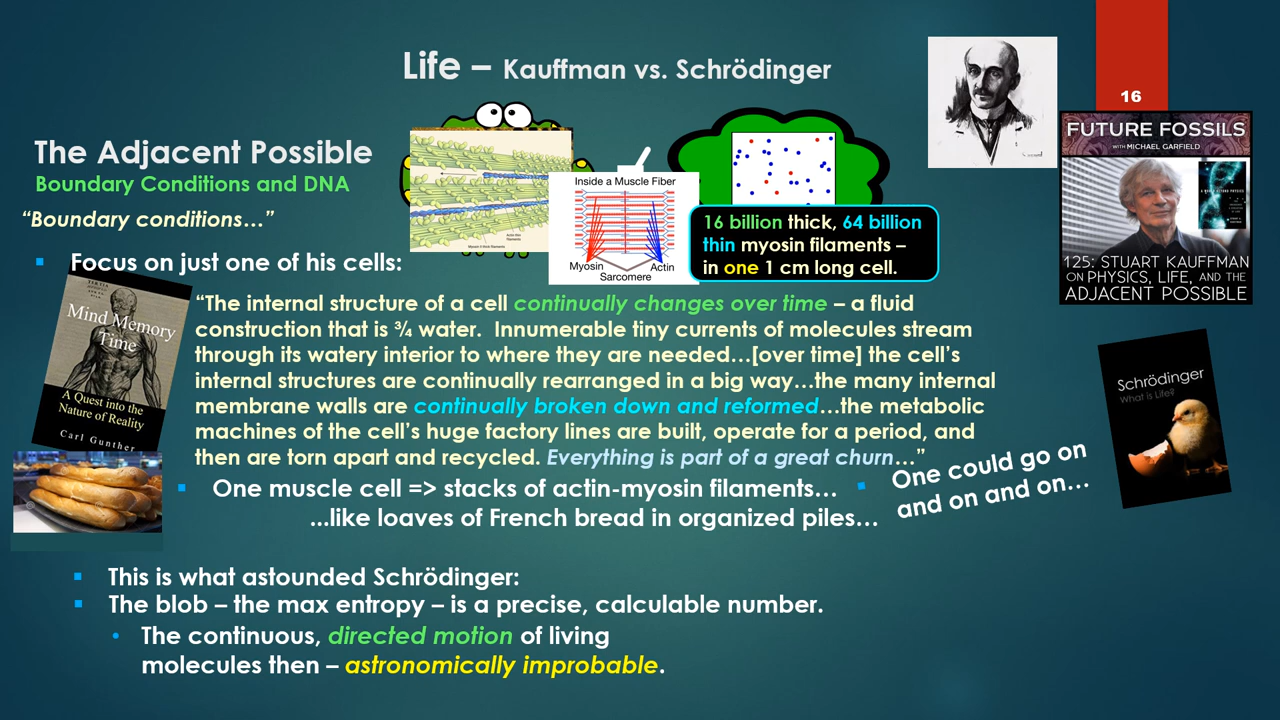 Life – Kauffman vs. Schrödinger
16
The Adjacent Possible
Boundary Conditions and DNA
“Boundary conditions…”
Focus on just one of his cells:
Inside a Muscle Fiber
Myosin
Actin
Sarcomere
16 billion thick, 64 billion
thin myosin filaments –
in one 1 cm long cell.
FUTURE FOSSILS
WITH MICHAEL GARFIELD
125: STUART KAUFFMAN
ON PHYSICS, LIFE, AND THE
ADJACENT POSSIBLE
Mind Memory
Time
A Quest into the
Nature of Reality
Carl Gunther
“The internal structure of a cell continually changes over time – a fluid
construction that is ¾ water. Innumerable tiny currents of molecules stream
through its watery interior to where they are needed…[over time] the cell’s
internal structures are continually rearranged in a big way…the many internal
membrane walls are continually broken down and reformed…the metabolic
machines of the cell’s huge factory lines are built, operate for a period, and
then are torn apart and recycled. Everything is part of a great churn…”
Schrödinger
What is Life?
One muscle cell => stacks of actin-myosin filaments…
...like loaves of French bread in organized piles…
One could go on
and on and on…
This is what astounded Schrödinger:
The blob – the max entropy – is a precise, calculable number.
The continuous, directed motion of living
molecules then – astronomically improbable.